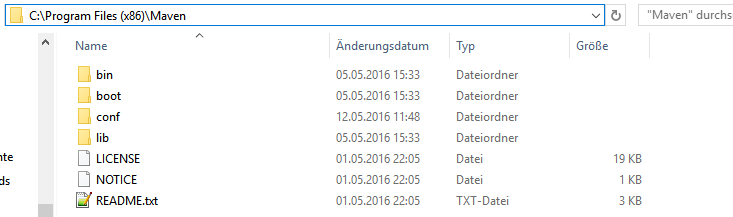 C:\Program Files (x86)\Maven "Maven" durchs
Name Änderungsdatum Typ Größe
bin 05.05.2016 15:33 Dateiordner
boot 05.05.2016 15:33 Dateiordner
conf 12.05.2016 11:48 Dateiordner
lib 05.05.2016 15:33 Dateiordner
nte LICENSE 01.05.2016 22:05 Datei 19 KB
ds NOTICE 01.05.2016 22:05 Datei 1 KB
README.txt 01.05.2016 22:05 TXT-Datei 3 KB